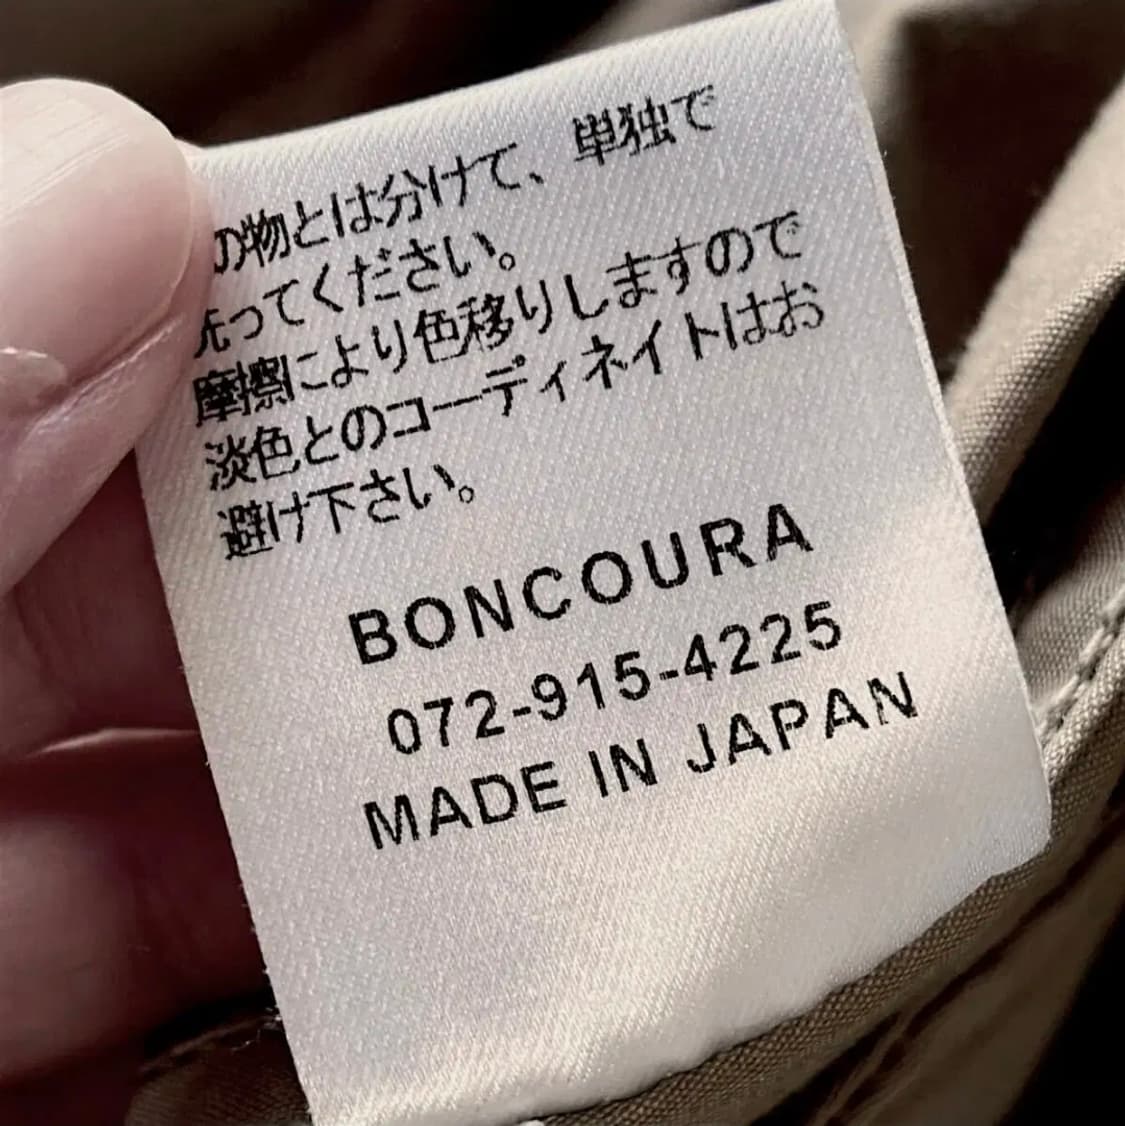 の物とは分けて、単独で
洗ってください。
摩擦により色移りしますので
淡色とのコーディネイトはお
避け下さい。
BONCOURA
072-915-4225
MADE IN JAPAN